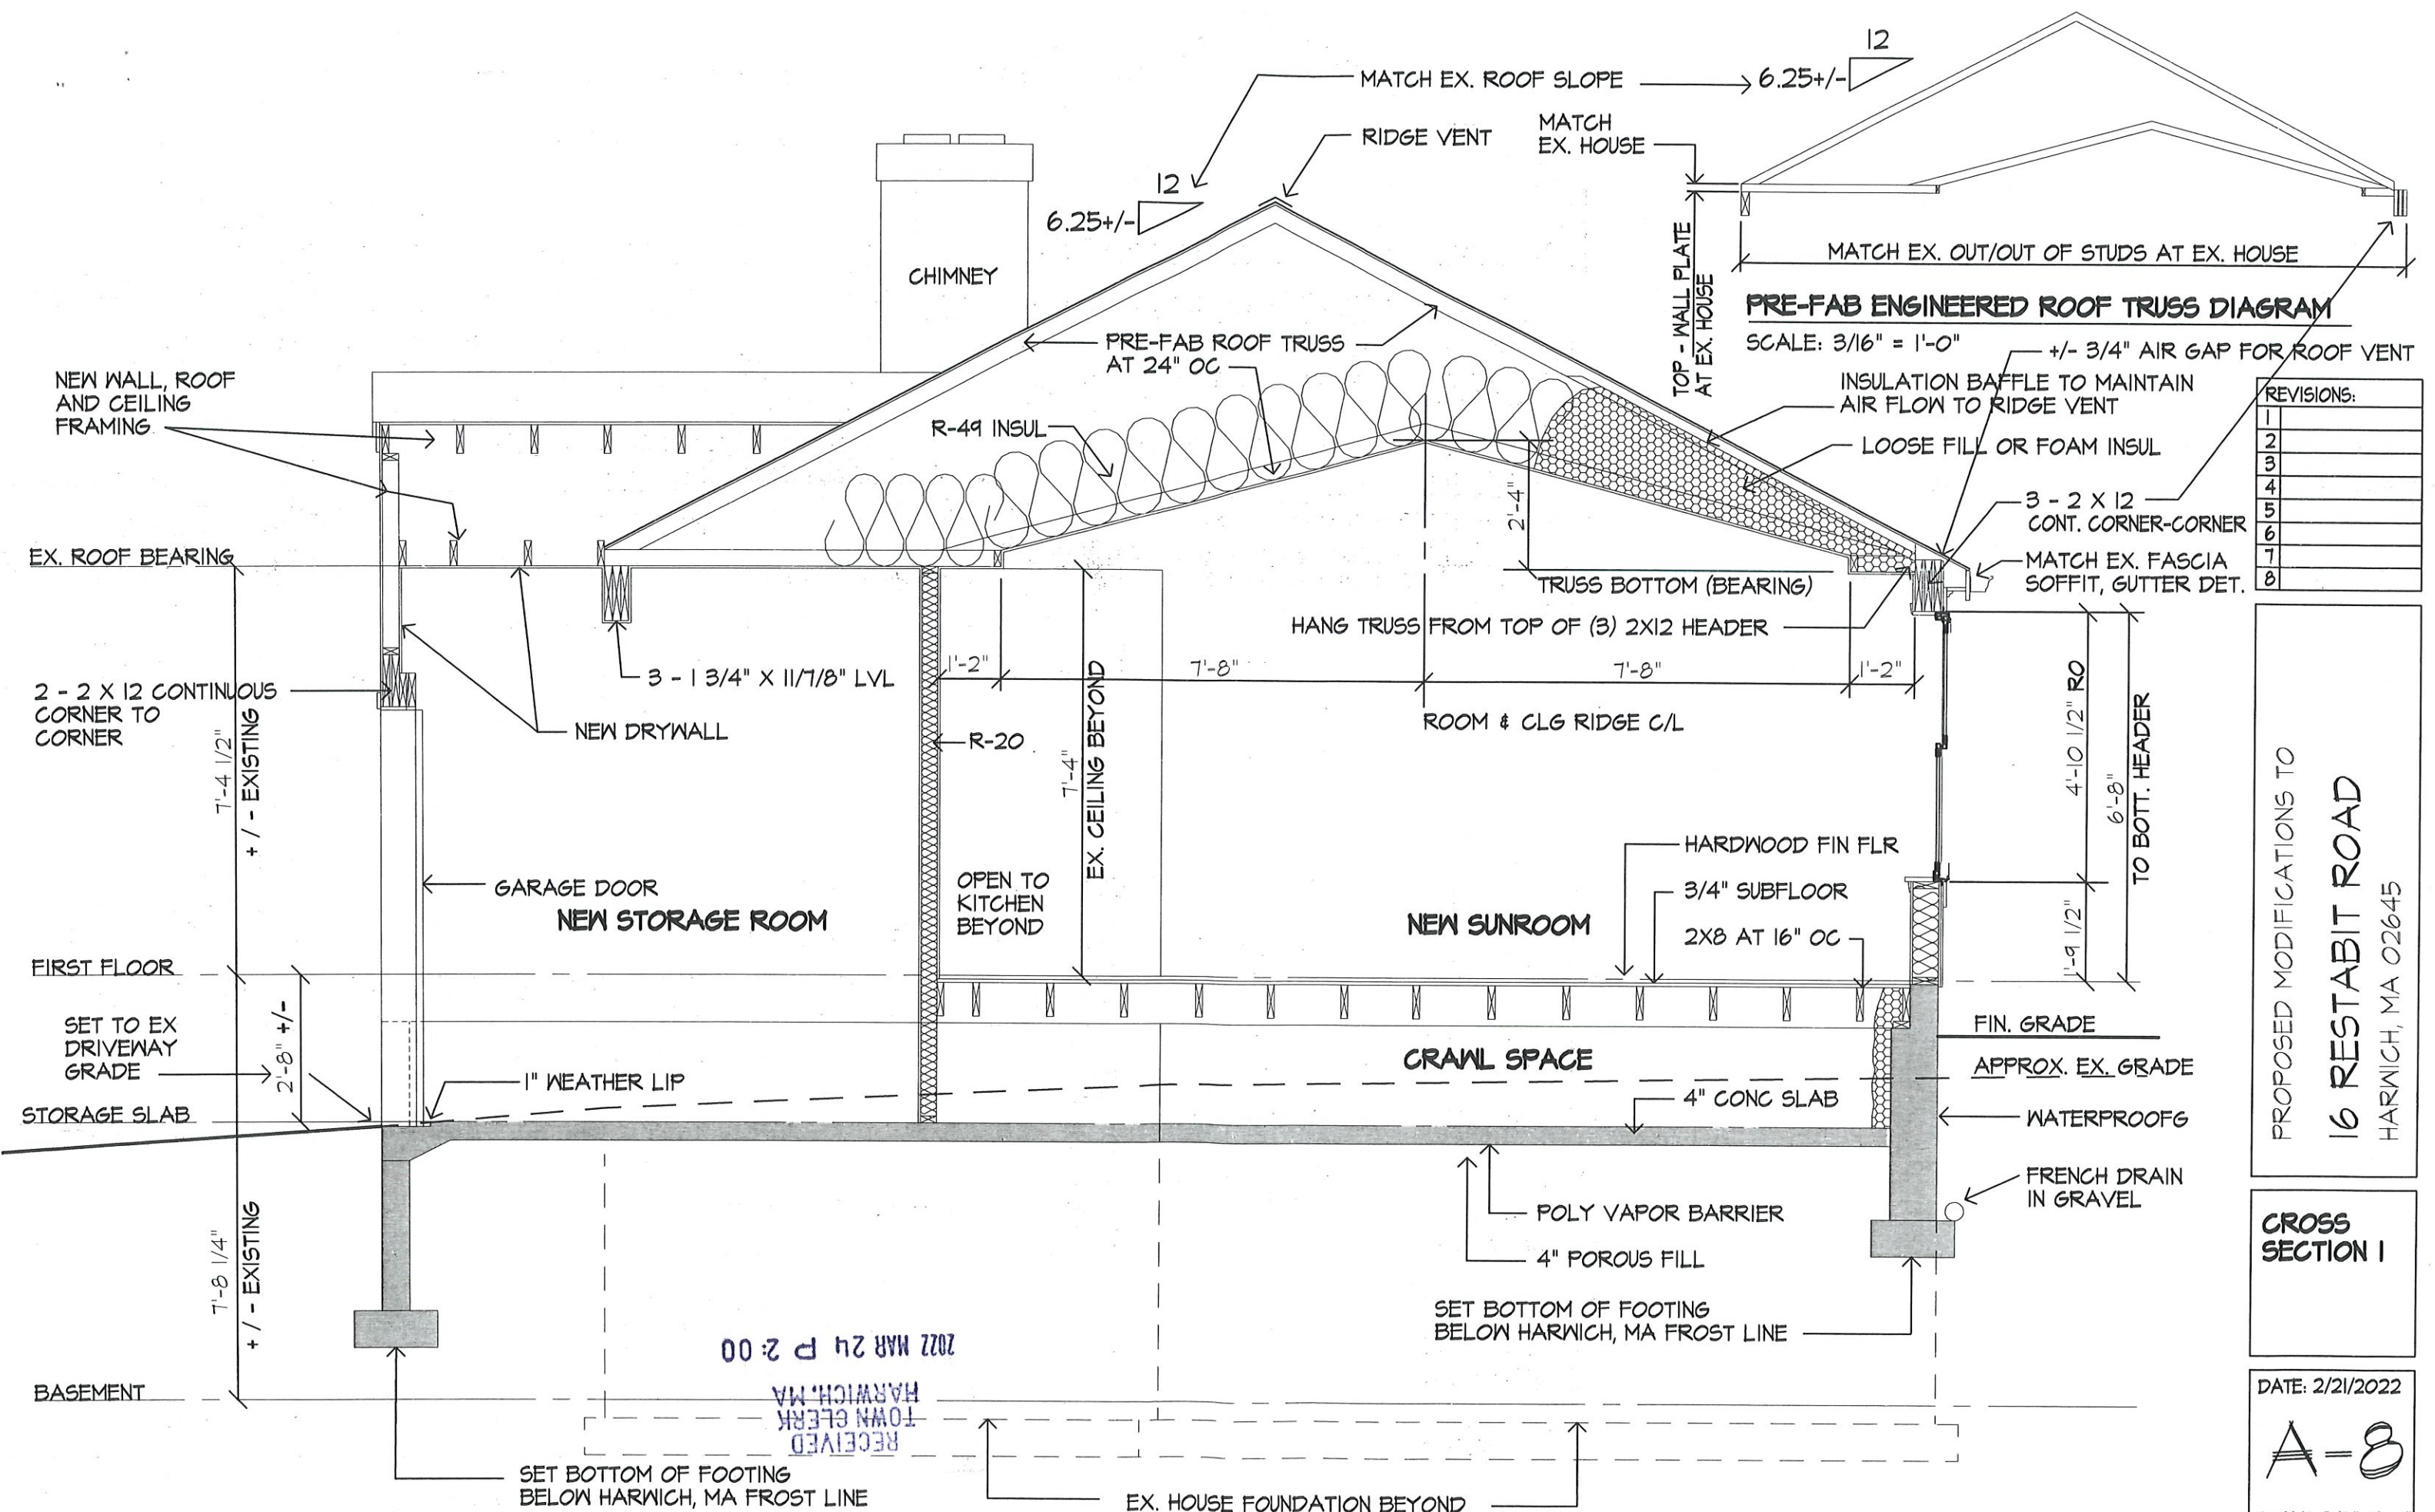 12
MATCH EX. ROOF SLOPE
6.25+/-
RIDGE VENT
MATCH
EX. HOUSE
12
6.25+/-
CHIMNEY
TOP - WALL PLATE
AT EX. HOUSE
MATCH EX. OUT/OUT OF STUDS AT EX. HOUSE
PRE-FAB ENGINEERED ROOF TRUSS DIAGRAM
SCALE: 3/16" = 1'-0"
PRE-FAB ROOF TRUSS
AT 24" OC
+/- 3/4" AIR GAP FOR ROOF VENT
INSULATION BAFFLE TO MAINTAIN
AIR FLOW TO RIDGE VENT
LOOSE FILL OR FOAM INSUL
NEW WALL, ROOF
AND CEILING
FRAMING
R-49 INSUL
2'-4"
3 - 2 X 12
CONT. CORNER-CORNER
MATCH EX. FASCIA
SOFFIT, GUTTER DET.
REVISIONS:
1
2
3
4
5
6
7
8
EX. ROOF BEARING
TRUSS BOTTOM (BEARING)
HANG TRUSS FROM TOP OF (3) 2X12 HEADER
3 - 1 3/4" X 11/7/8" LVL
1'-2"
7'-8"
7'-8"
1'-2"
ROOM & CLG RIDGE C/L
2 - 2 X 12 CONTINUOUS
CORNER TO
CORNER
NEW DRYWALL
R-20
7'-4 1/2"
+ / - EXISTING
7'-4"
EX. CEILING BEYOND
4'-10 1/2" RO
6'-8"
TO BOTT. HEADER
1'-9 1/2"
GARAGE DOOR
NEW STORAGE ROOM
OPEN TO
KITCHEN
BEYOND
NEW SUNROOM
HARDWOOD FIN FLR
3/4" SUBFLOOR
2X8 AT 16" OC
FIRST FLOOR
SET TO EX
DRIVEWAY
GRADE
2'-8" +/-
1" WEATHER LIP
STORAGE SLAB
CRAWL SPACE
4" CONC SLAB
FIN. GRADE
APPROX. EX. GRADE
WATERPROOFG
FRENCH DRAIN
IN GRAVEL
POLY VAPOR BARRIER
4" POROUS FILL
SET BOTTOM OF FOOTING
BELOW HARWICH, MA FROST LINE
7'-8 1/4"
+ / - EXISTING
BASEMENT
RECEIVED
TOWN CLERK
HARWICH. MA
2022 MAR 24 P 2:00
SET BOTTOM OF FOOTING
BELOW HARWICH, MA FROST LINE
EX. HOUSE FOUNDATION BEYOND
PROPOSED MODIFICATIONS TO
16 RESTABIT ROAD
HARWICH, MA 02645
CROSS
SECTION 1
DATE: 2/21/2022
A-8